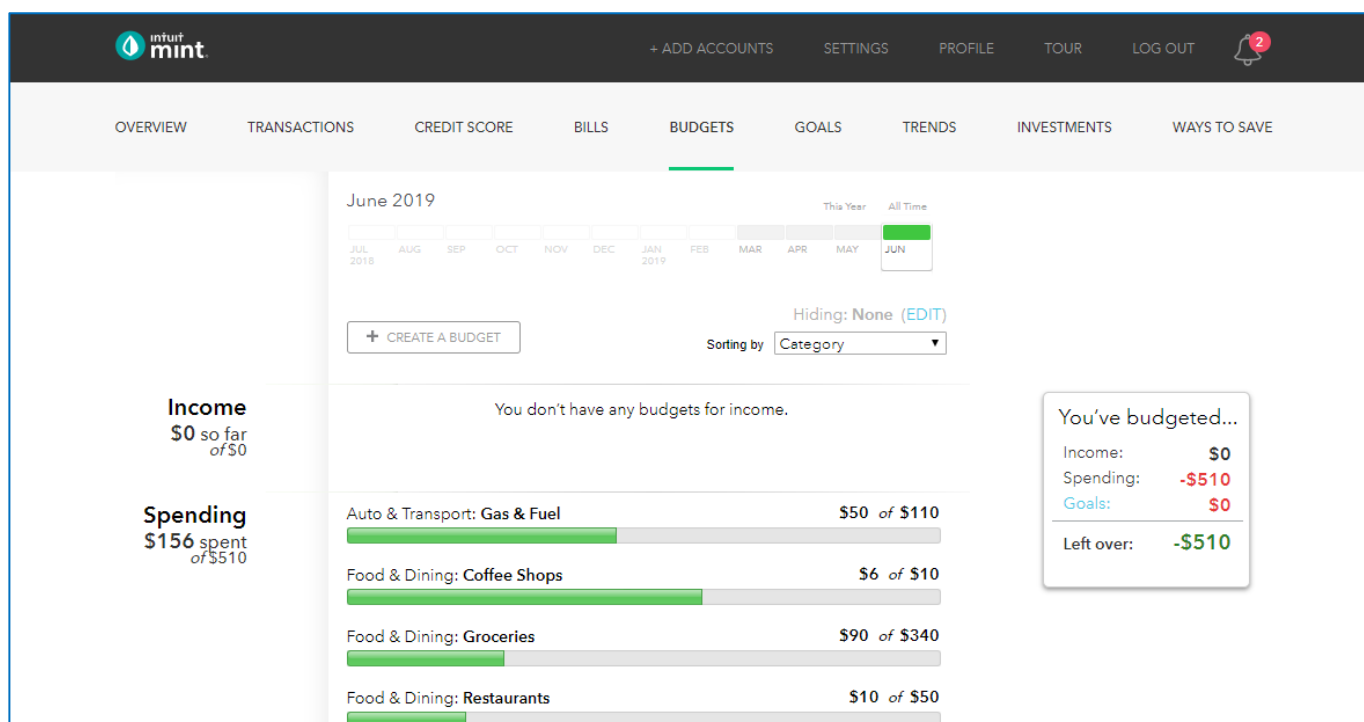 intuit
mint
+ ADD ACCOUNTS SETTINGS PROFILE TOUR LOG OUT 2
OVERVIEW TRANSACTIONS CREDIT SCORE BILLS BUDGETS GOALS TRENDS INVESTMENTS WAYS TO SAVE
June 2019 This Year All Time
JUL AUG SEP OCT NOV DEC JAN FEB MAR APR MAY JUN
2018 2019
Hiding: None (EDIT)
+ CREATE A BUDGET
Sorting by Category
Income
$0 so far
of $0
You don't have any budgets for income.
You've budgeted...
Income: $0
Spending: -$510
Goals: $0
Left over: -$510
Spending
$156 spent
of $510
Auto & Transport: Gas & Fuel $50 of $110
Food & Dining: Coffee Shops $6 of $10
Food & Dining: Groceries $90 of $340
Food & Dining: Restaurants $10 of $50